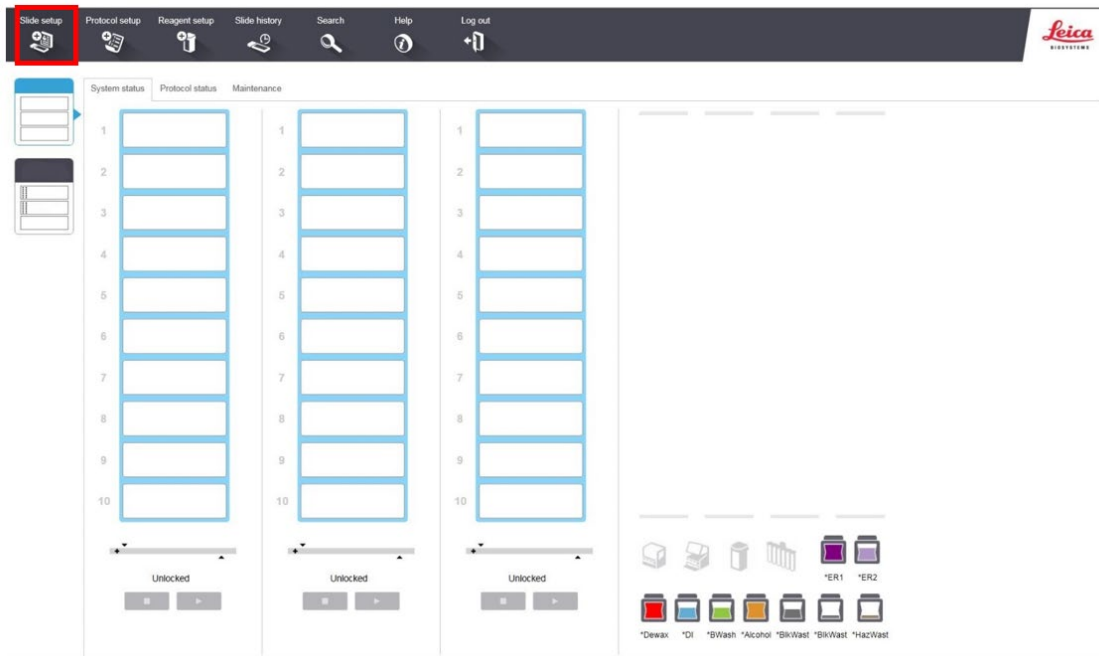 Slide setup Protocol setup Reagent setup Slide history Search Help Log out
Leica
BIOSYSTEMS
System status Protocol status Maintenance
1 1 1
2 2 2
3 3 3
4 4 4
5 5 5
6 6 6
7 7 7
8 8 8
9 9 9
10 10 10
Unlocked Unlocked Unlocked
*ER1 *ER2
*Dewax *DI *BWash *Alcohol *BlkWast *BlkWast *HazWast